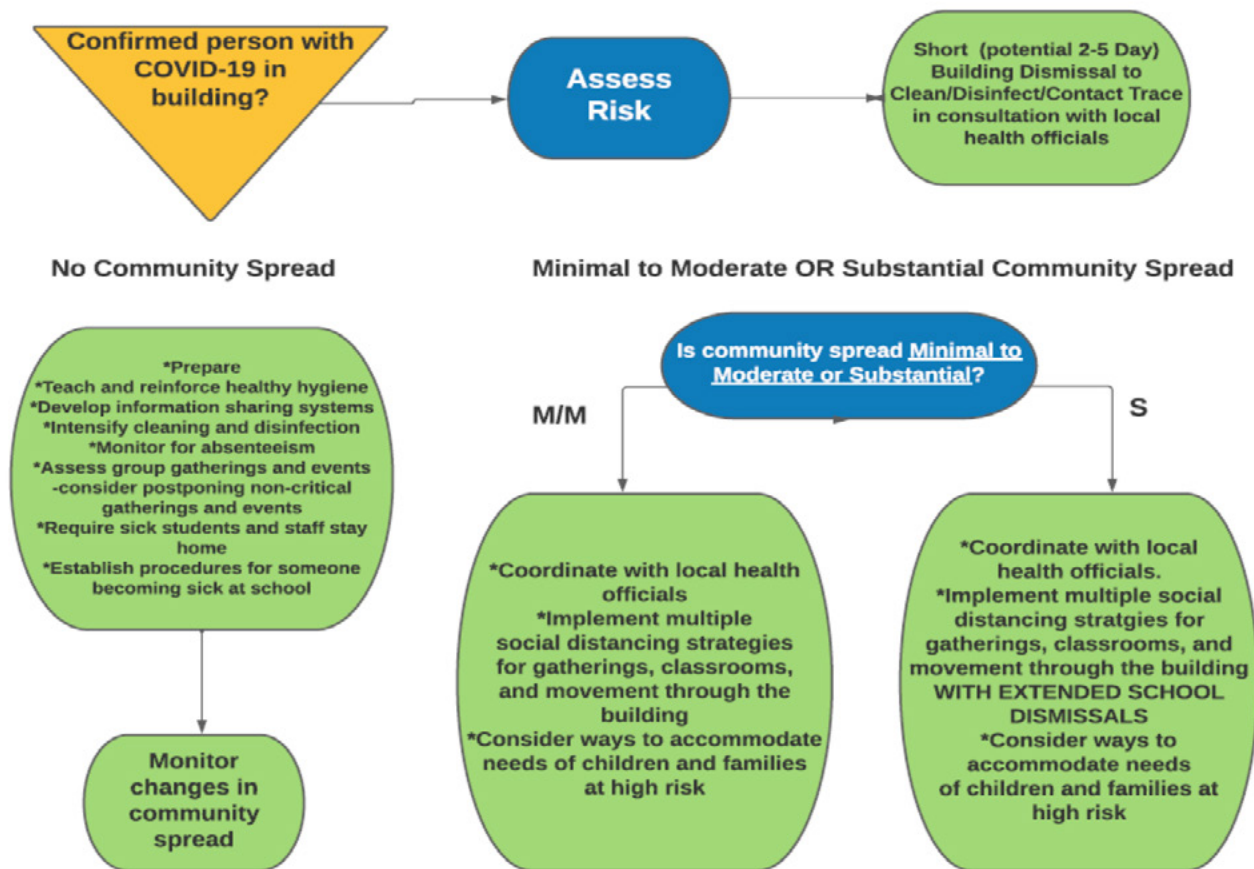 Confirmed person with
COVID-19 in
building?
Assess
Risk
Short (potential 2-5 Day)
Building Dismissal to
Clean/Disinfect/Contact Trace
in consultation with local
health officials
No Community Spread
Minimal to Moderate OR Substantial Community Spread
*Prepare
*Teach and reinforce healthy hygiene
*Develop information sharing systems
*Intensify cleaning and disinfection
*Monitor for absenteeism
*Assess group gatherings and events
-consider postponing non-critical
gatherings and events
*Require sick students and staff stay
home
*Establish procedures for someone
becoming sick at school
Monitor
changes in
community
spread
Is community spread Minimal to
Moderate or Substantial?
M/M
S
*Coordinate with local health
officials
*Implement multiple
social distancing strategies
for gatherings, classrooms,
and movement through the
building
*Consider ways to accommodate
needs of children and families
at high risk
*Coordinate with local
health officials.
*Implement multiple social
distancing stratgies for
gatherings, classrooms, and
movement through the building
WITH EXTENDED SCHOOL
DISMISSALS
*Consider ways to
accommodate needs
of children and families at
high risk